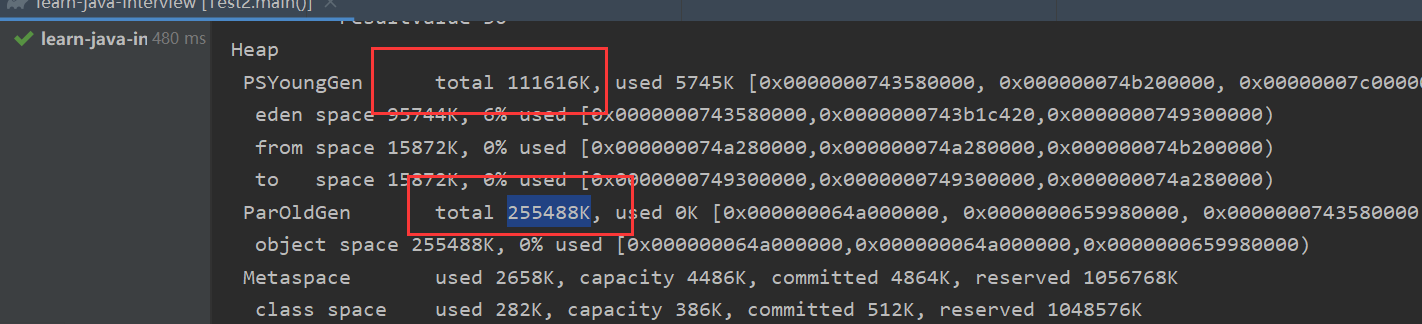 learn-java-interview [Test2.main()] ×
learn-java-in 480 ms
Heap
PSYoungGen total 111616K, used 5745K [0x0000000743580000, 0x000000074b200000, 0x00000007c0000
eden space 95744K, 6% used [0x0000000743580000,0x0000000743b1c420,0x0000000749300000)
from space 15872K, 0% used [0x000000074a280000,0x000000074a280000,0x000000074b200000)
to space 15872K, 0% used [0x0000000749300000,0x0000000749300000,0x000000074a280000)
ParOldGen total 255488K, used 0K [0x000000064a000000, 0x0000000659980000, 0x0000000743580000
object space 255488K, 0% used [0x000000064a000000,0x000000064a000000,0x0000000659980000)
Metaspace used 2658K, capacity 4486K, committed 4864K, reserved 1056768K
class space used 282K, capacity 386K, committed 512K, reserved 1048576K